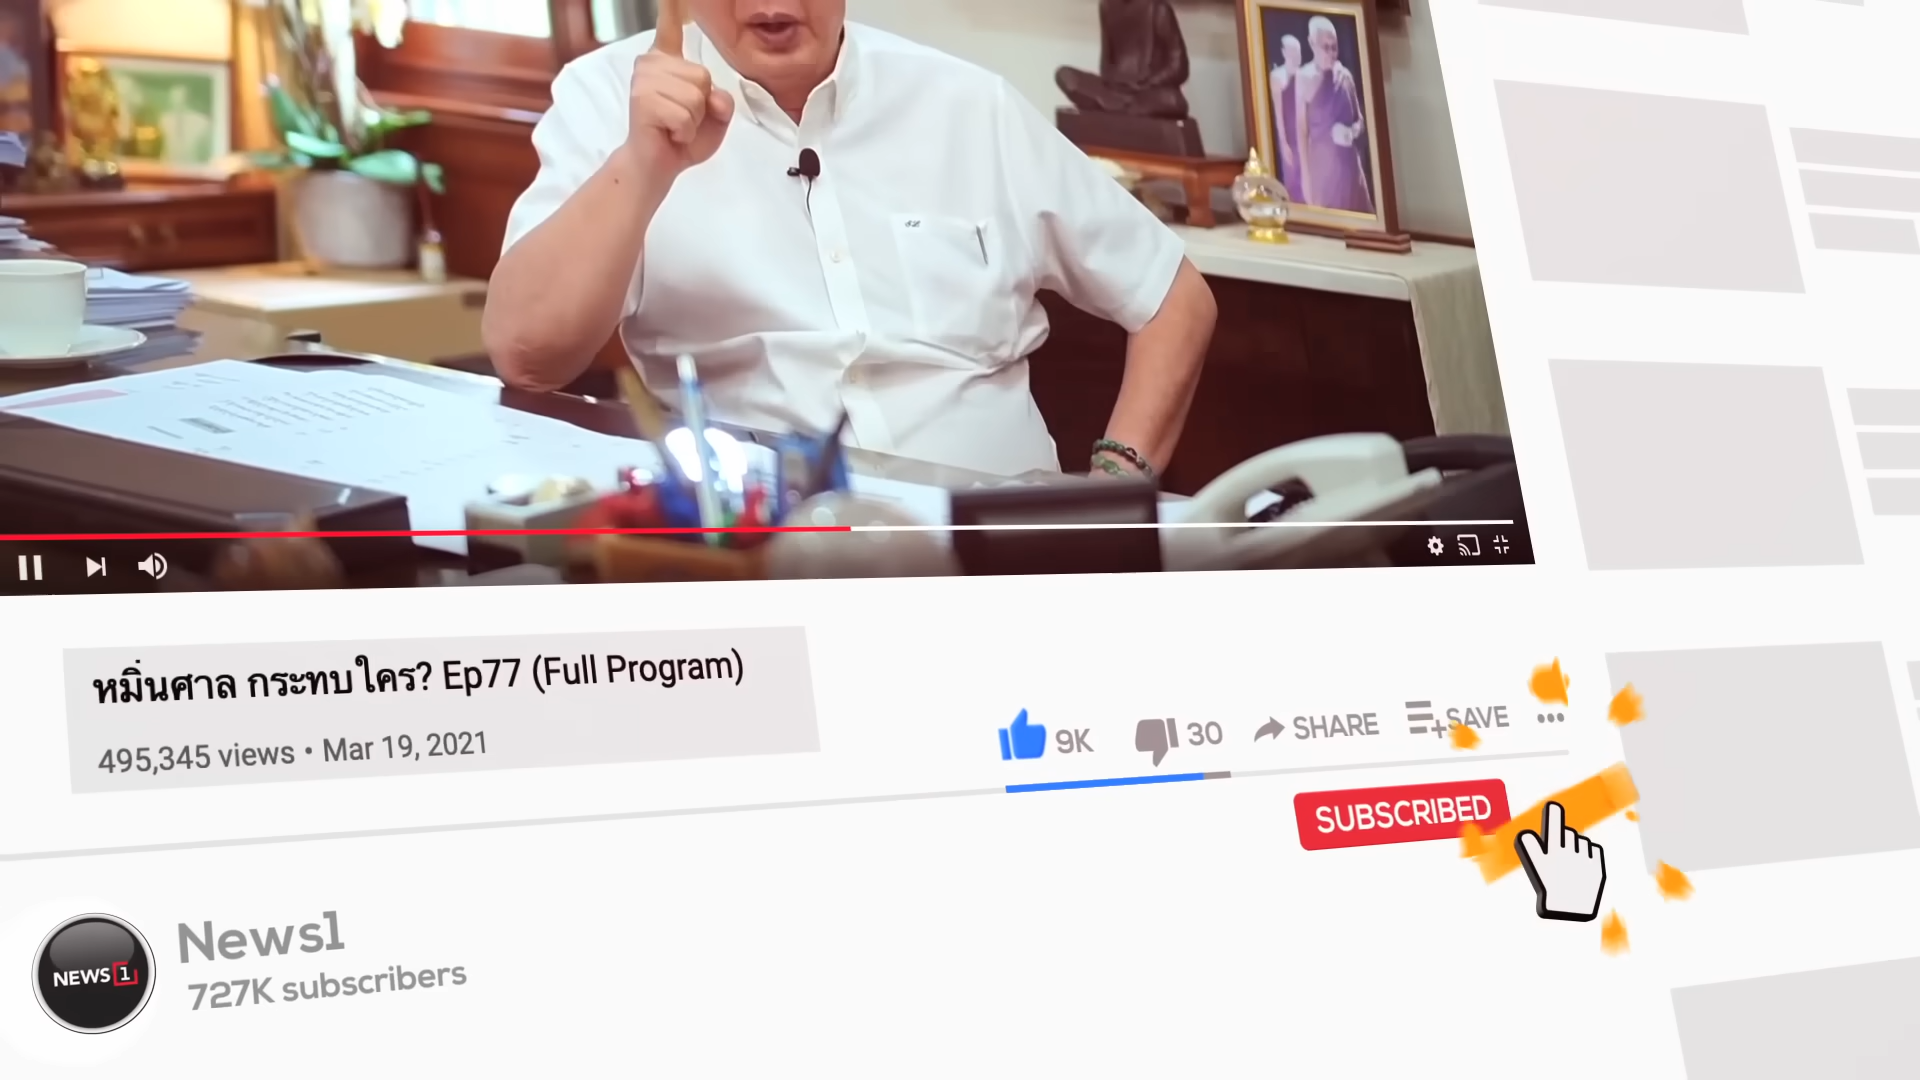 หมิ่นศาล กระทบใคร? Ep77 (Full Program)
495,345 views • Mar 19, 2021
9K
30
SHARE
SAVE
SUBSCRIBED
NEWS 1
News1
727K subscribers